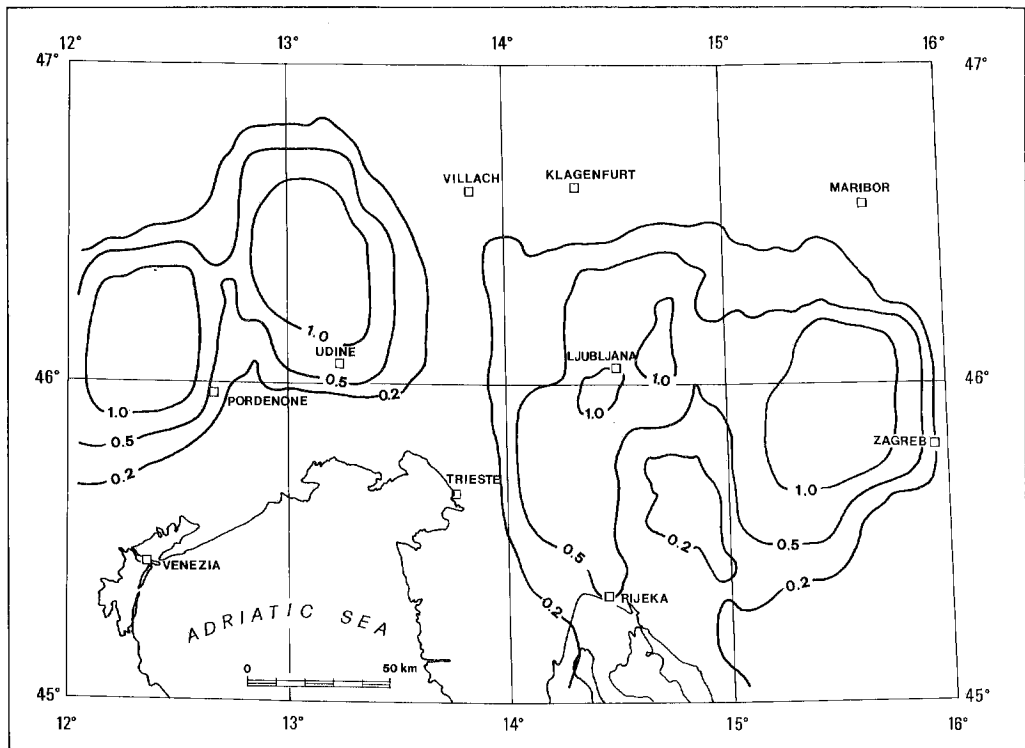 12° 13° 14° 15° 16°
47° 47°
VILLACH
KLAGENFURT
MARIBOR
1.0
UDINE
LJUBLJANA
0.5
1.0
46° 46°
0.2
PORDENONE
1.0
1.0
0.5
ZAGREB
0.2
TRIESTE
1.0
0.2
0.5
0.5
VENEZIA
0.2
0.2
RIJEKA
ADRIATIC SEA
0 50 km
45° 45°
12° 13° 14° 15° 16°